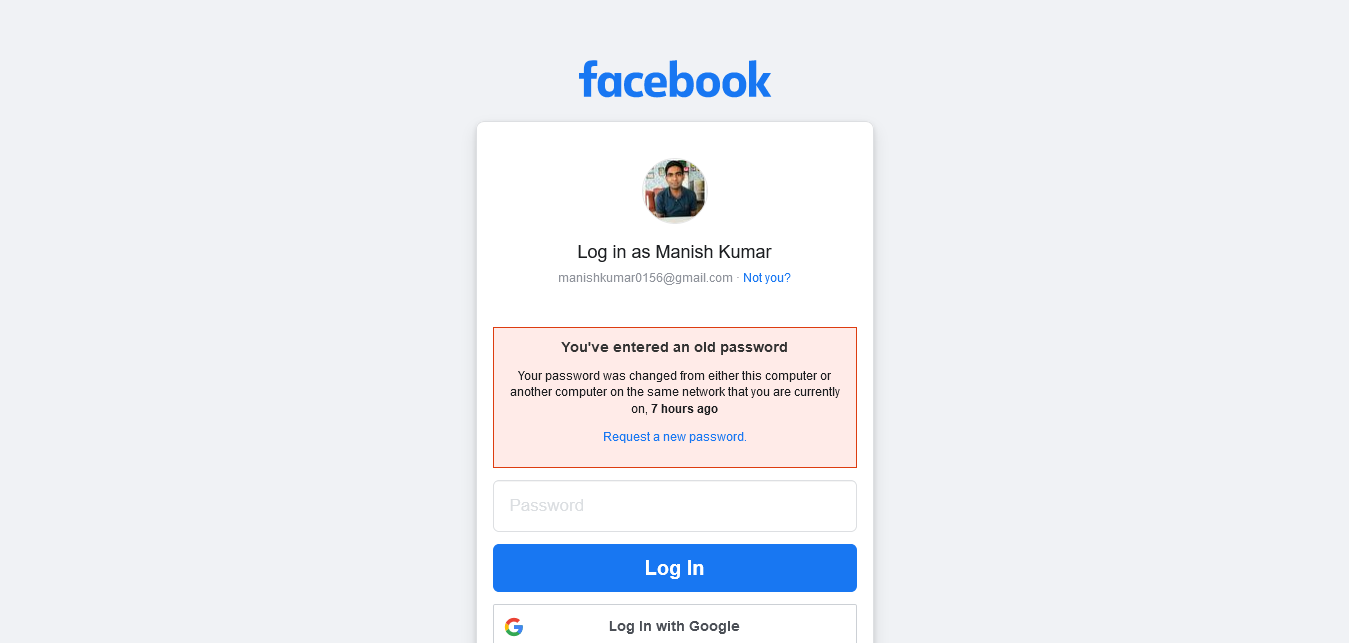 facebook
Log in as Manish Kumar
manishkumar0156@gmail.com · Not you?
You've entered an old password
Your password was changed from either this computer or
another computer on the same network that you are currently
on, 7 hours ago
Request a new password.
Password
Log In
Log In with Google